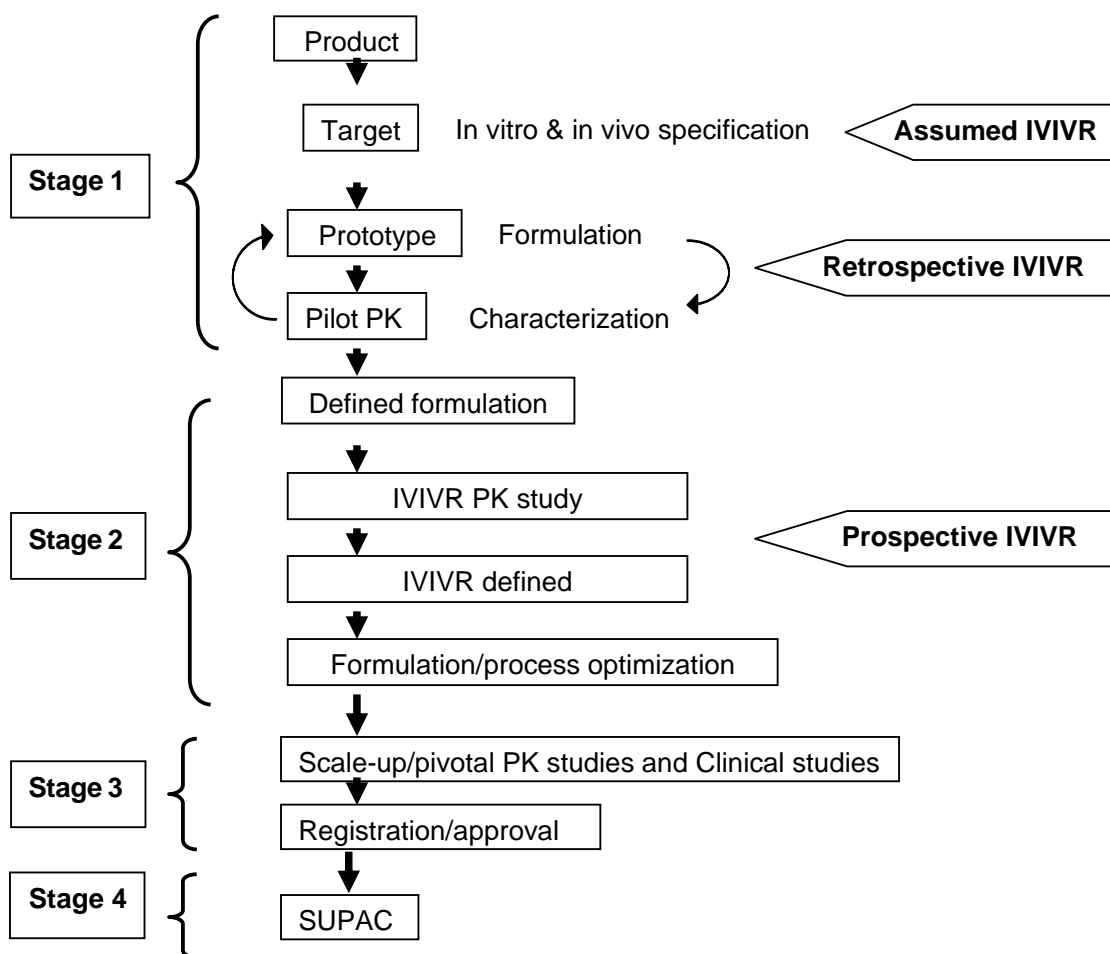 Product
Target
In vitro & in vivo specification
Assumed IVIVR
Stage 1
Prototype
Formulation
Retrospective IVIVR
Pilot PK
Characterization
Defined formulation
IVIVR PK study
Stage 2
Prospective IVIVR
IVIVR defined
Formulation/process optimization
Scale-up/pivotal PK studies and Clinical studies
Stage 3
Registration/approval
Stage 4
SUPAC